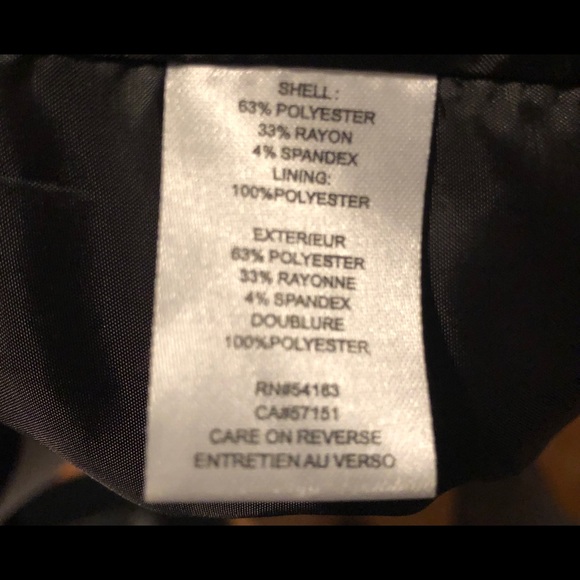 SHELL:
63% POLYESTER
33% RAYON
4% SPANDEX
LINING:
100%POLYESTER
EXTERIEUR
63% POLYESTER
33% RAYONNE
4% SPANDEX
DOUBLURE
100%POLYESTER
RN#54163
CA#57151
CARE ON REVERSE
ENTRETIEN AU VERSO